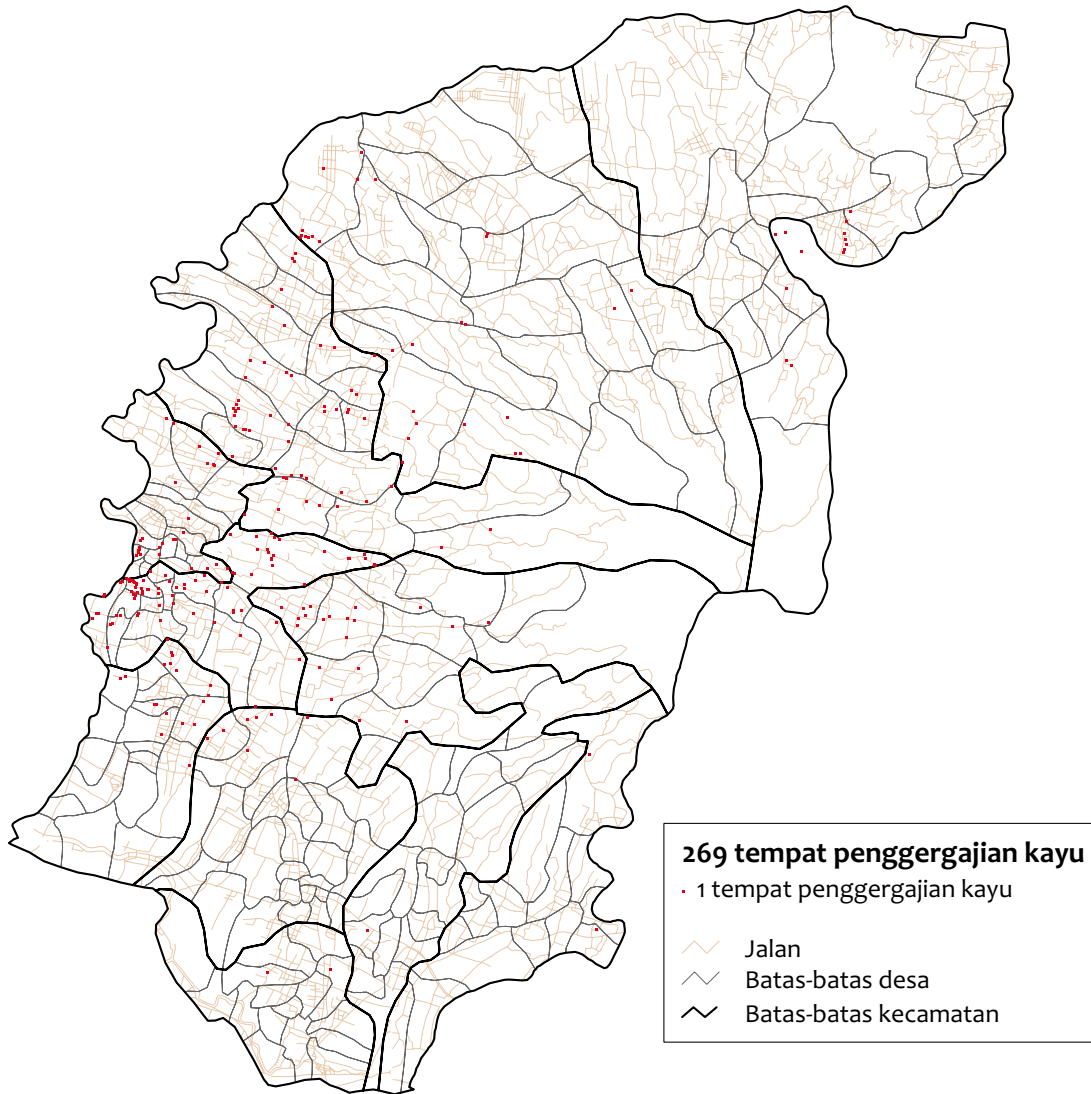 269 tempat penggergajian kayu
1 tempat penggergajian kayu
Jalan
Batas-batas desa
Batas-batas kecamatan